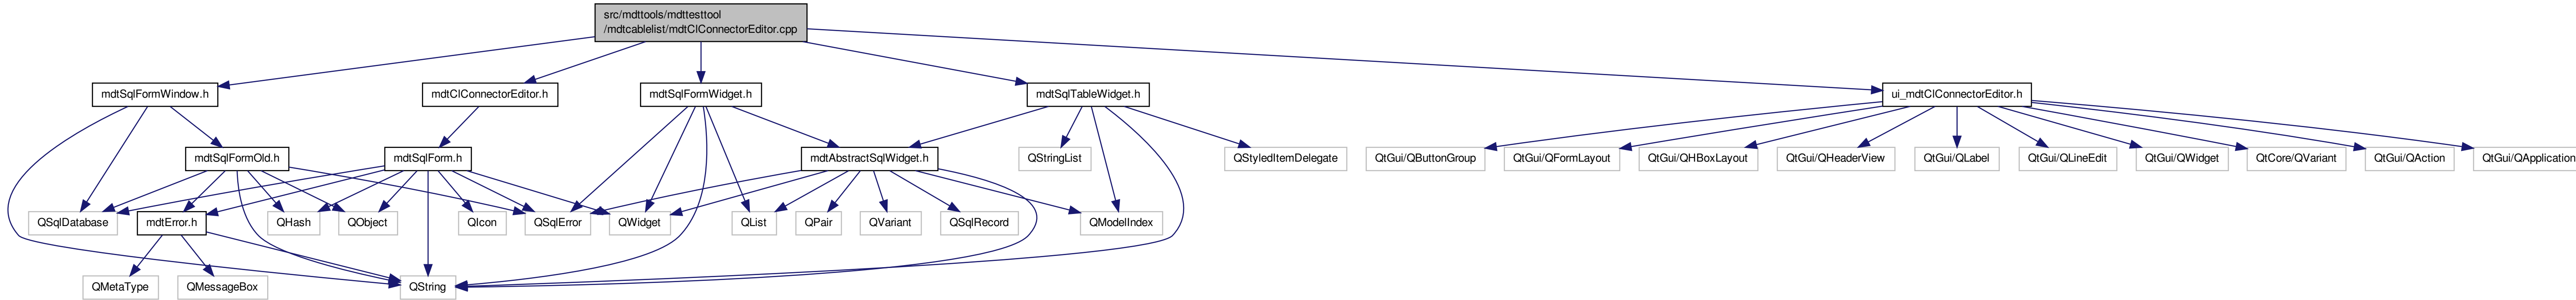 src/mdttools/mdttesttool
/mdtcablelist/mdtClConnectorEditor.cpp
mdtSqlFormWindow.h
mdtClConnectorEditor.h
mdtSqlFormWidget.h
mdtSqlTableWidget.h
ui_mdtClConnectorEditor.h
mdtSqlFormOld.h
mdtSqlForm.h
mdtAbstractSqlWidget.h
QStringList
QStyledItemDelegate
QtGui/QButtonGroup
QtGui/QFormLayout
QtGui/QHBoxLayout
QtGui/QHeaderView
QtGui/QLabel
QtGui/QLineEdit
QtGui/QWidget
QtCore/QVariant
QtGui/QAction
QtGui/QApplication
QSqlDatabase
mdtError.h
QHash
QObject
QIcon
QSqlError
QWidget
QList
QPair
QVariant
QSqlRecord
QModelIndex
QMetaType
QMessageBox
QString